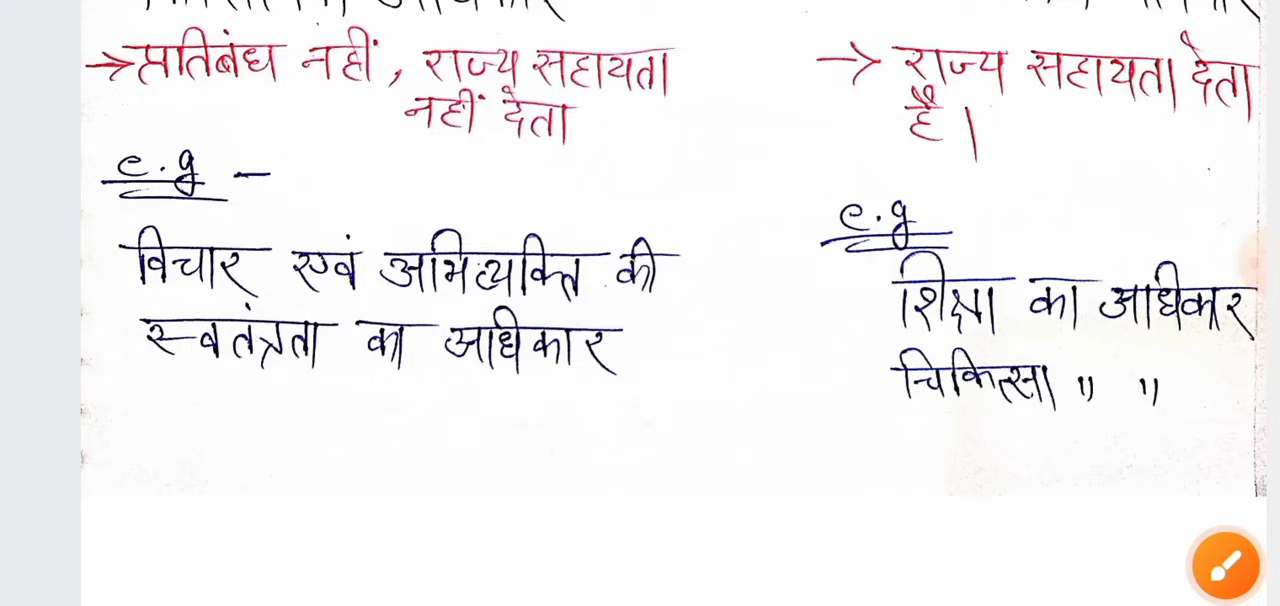 → प्रतिबंध नहीं, राज्य सहायता
नहीं देता
e.g –
विचार एवं अभिव्यक्ति की
स्वतंत्रता का अधिकार
→ राज्य सहायता देता
है।
e.g
शिक्षा का अधिकार
चिकित्सा " "